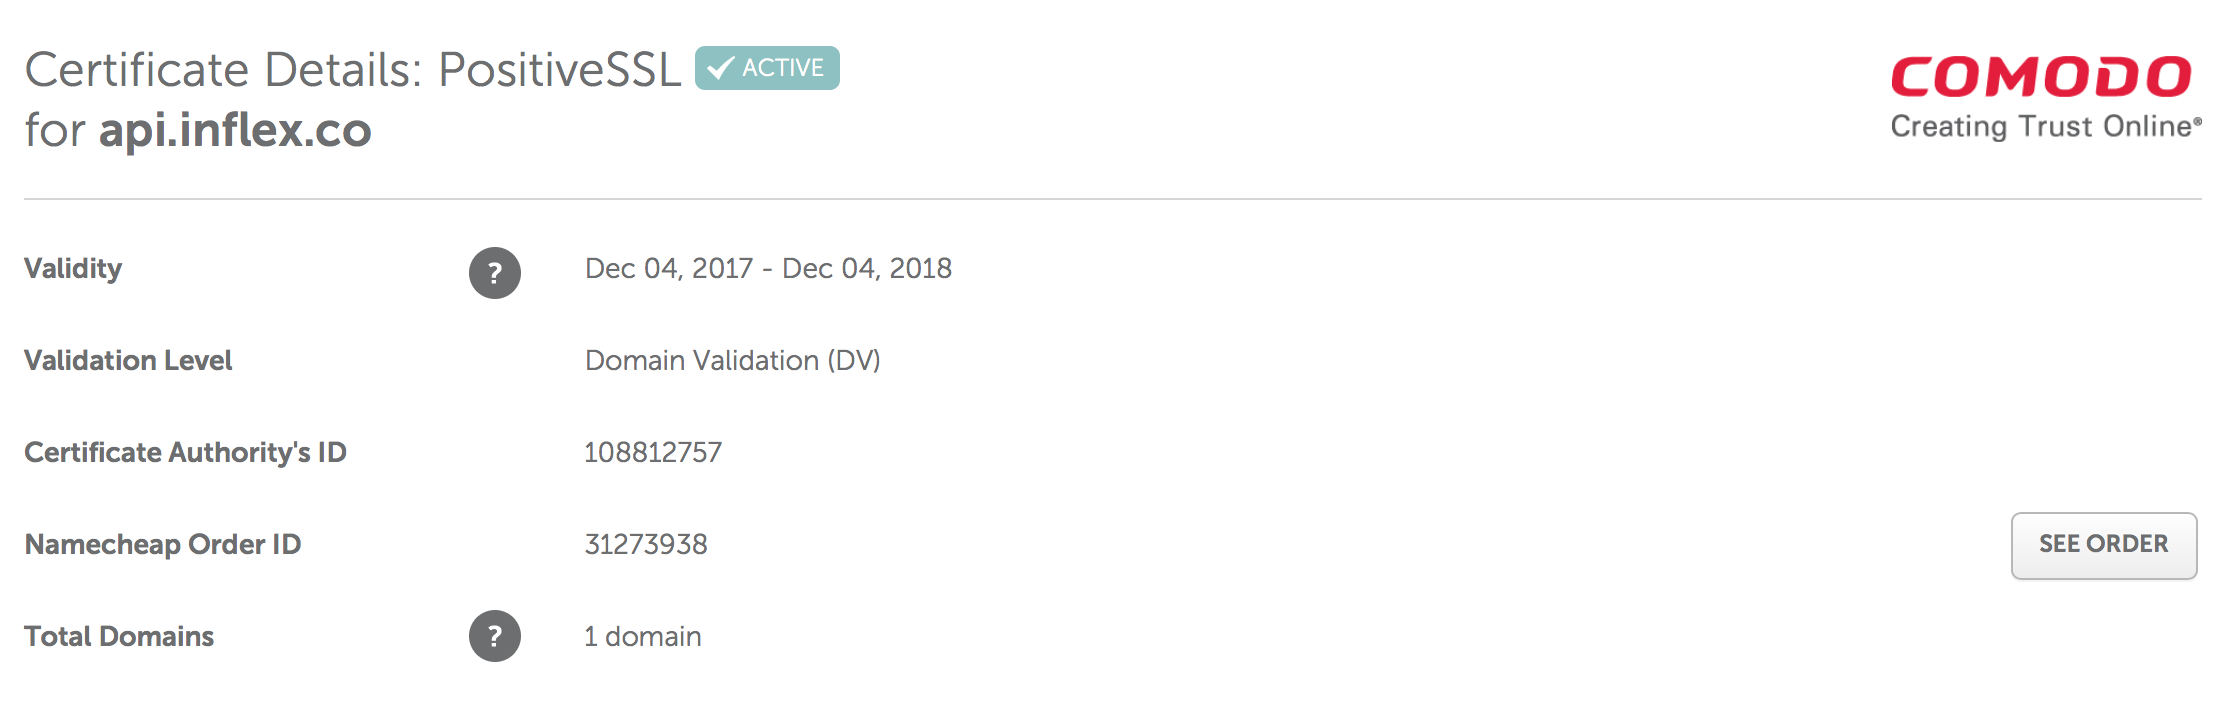 Certificate Details: PositiveSSL ACTIVE
for api.inflex.co
COMODO
Creating Trust Online®
Validity ? Dec 04, 2017 - Dec 04, 2018
Validation Level Domain Validation (DV)
Certificate Authority's ID 108812757
Namecheap Order ID 31273938 SEE ORDER
Total Domains ? 1 domain